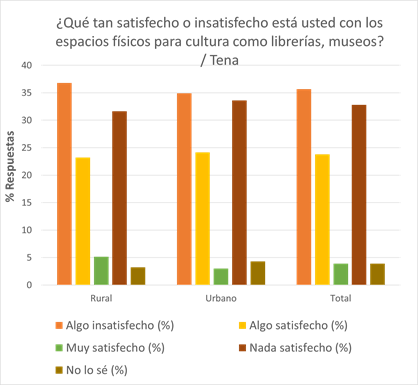 ¿Qué tan satisfecho o insatisfecho está usted con los
espacios físicos para cultura como librerías, museos?
/ Tena
% Respuestas
40
35
30
25
20
15
10
5
0
Rural Urbano Total
Algo insatisfecho (%) Algo satisfecho (%)
Muy satisfecho (%) Nada satisfecho (%)
No lo sé (%)